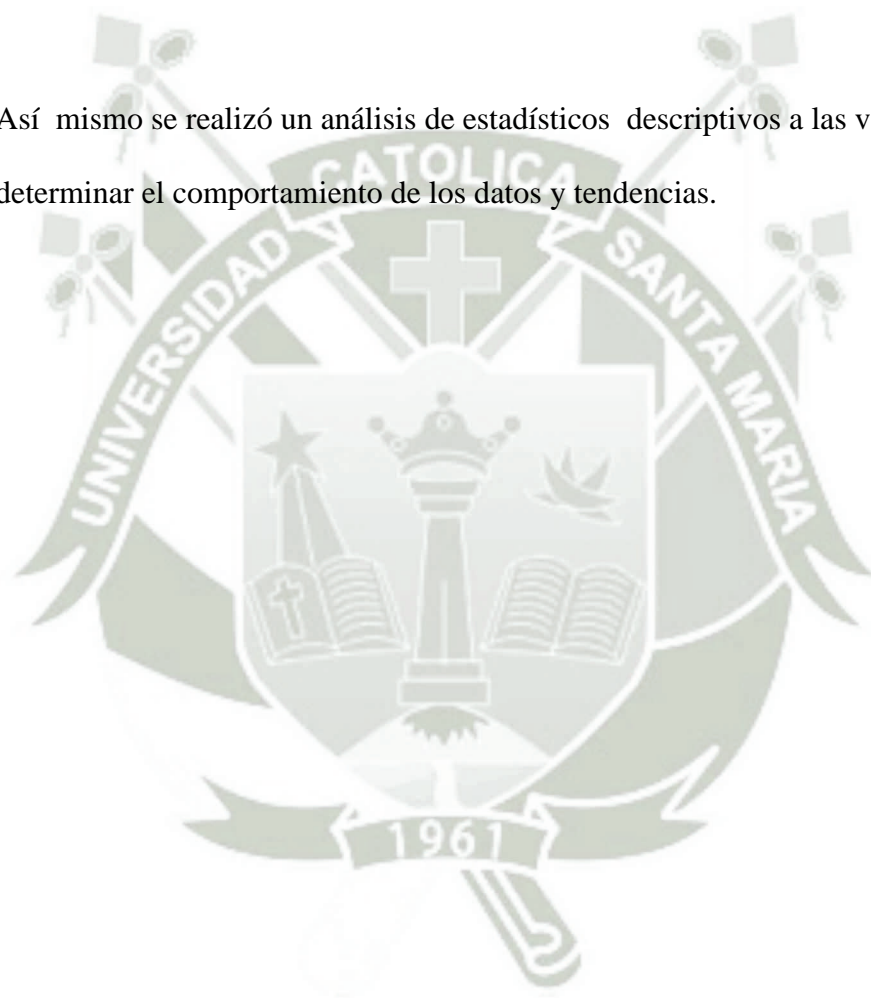 Así mismo se realizó un análisis de estadísticos descriptivos a las v
determinar el comportamiento de los datos y tendencias.
UNIVERSIDAD CATOLICA SANTA MARIA
1961